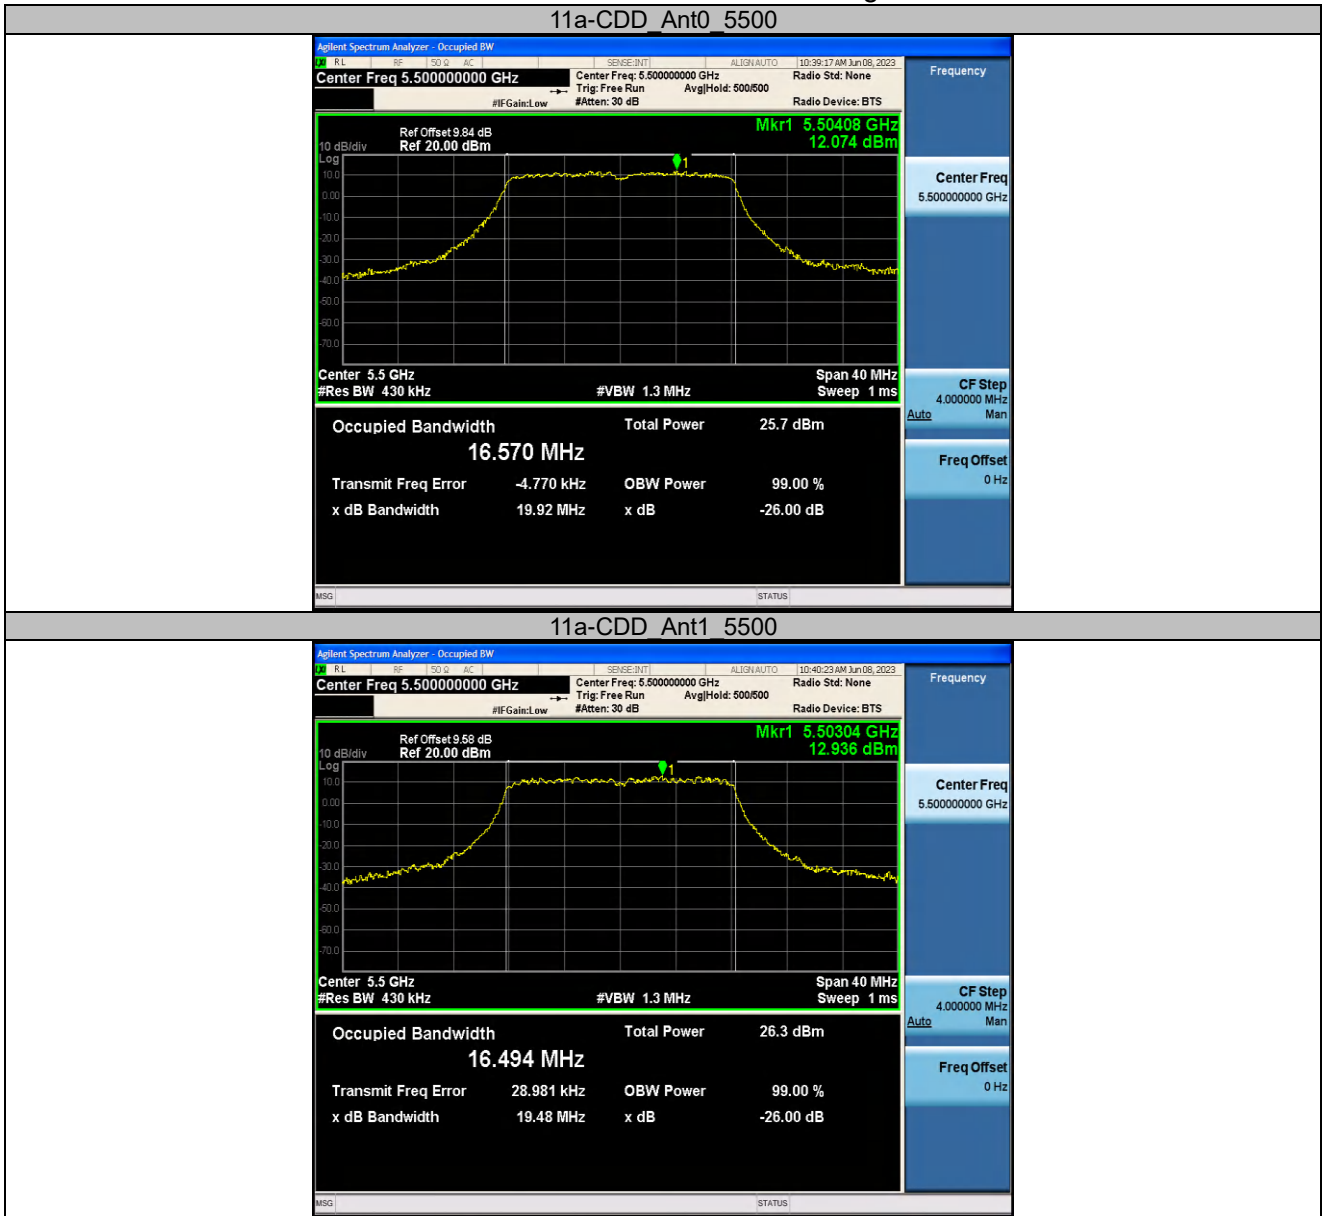 11a-CDD_Ant0_5500
Agilent Spectrum Analyzer - Occupied BW
RL RF 50 Ω AC SENSE:INT ALIGN AUTO 10:39:17 AM Jun 08, 2023
Center Freq 5.500000000 GHz
Center Freq: 5.500000000 GHz
Radio Std: None
Trig: Free Run Avg|Hold: 500/500
#IFGain:Low
#Atten: 30 dB
Radio Device: BTS
Frequency
Mkr1 5.50408 GHz
12.074 dBm
Ref Offset 9.84 dB
10 dB/div Ref 20.00 dBm
Log
1
10.0
0.00
-10.0
-20.0
-30.0
-40.0
-50.0
-60.0
-70.0
Center 5.5 GHz Span 40 MHz
#Res BW 430 kHz #VBW 1.3 MHz Sweep 1 ms
Center Freq
5.500000000 GHz
CF Step
4.000000 MHz
Auto Man
Freq Offset
0 Hz
Occupied Bandwidth Total Power 25.7 dBm
16.570 MHz
Transmit Freq Error -4.770 kHz OBW Power 99.00 %
x dB Bandwidth 19.92 MHz x dB -26.00 dB
MSG STATUS
11a-CDD_Ant1_5500
Agilent Spectrum Analyzer - Occupied BW
RL RF 50 Ω AC SENSE:INT ALIGN AUTO 10:40:23 AM Jun 08, 2023
Center Freq 5.500000000 GHz
Center Freq: 5.500000000 GHz
Radio Std: None
Trig: Free Run Avg|Hold: 500/500
#IFGain:Low
#Atten: 30 dB
Radio Device: BTS
Frequency
Mkr1 5.50304 GHz
12.936 dBm
Ref Offset 9.58 dB
10 dB/div Ref 20.00 dBm
Log
1
10.0
0.00
-10.0
-20.0
-30.0
-40.0
-50.0
-60.0
-70.0
Center 5.5 GHz Span 40 MHz
#Res BW 430 kHz #VBW 1.3 MHz Sweep 1 ms
Center Freq
5.500000000 GHz
CF Step
4.000000 MHz
Auto Man
Freq Offset
0 Hz
Occupied Bandwidth Total Power 26.3 dBm
16.494 MHz
Transmit Freq Error 28.981 kHz OBW Power 99.00 %
x dB Bandwidth 19.48 MHz x dB -26.00 dB
MSG STATUS